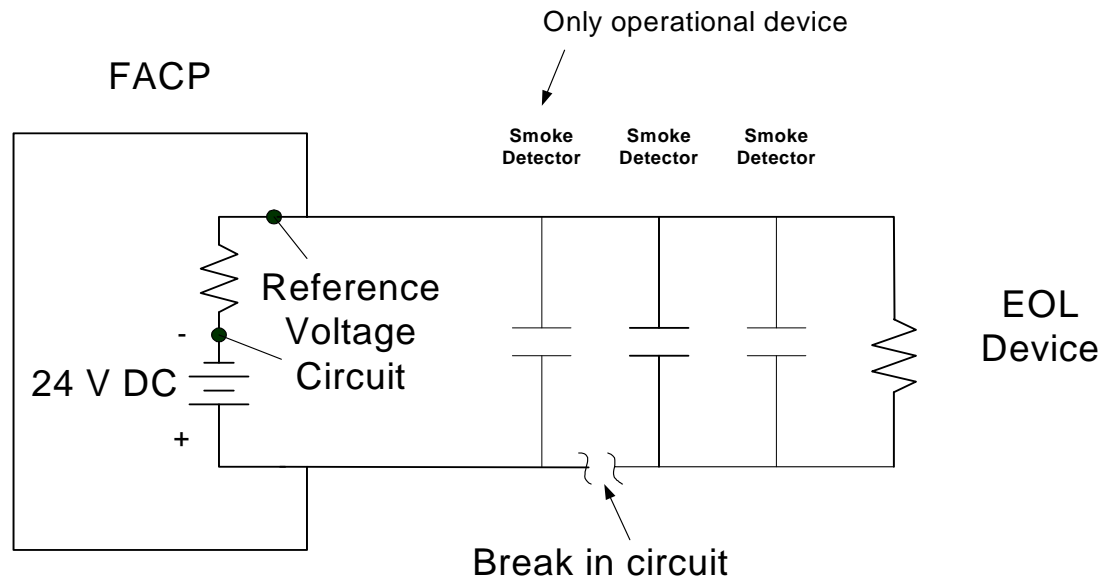 Only operational device
FACP
Smoke
Detector
Smoke
Detector
Smoke
Detector
Reference
Voltage
Circuit
-
24 V DC
+
EOL
Device
Break in circuit